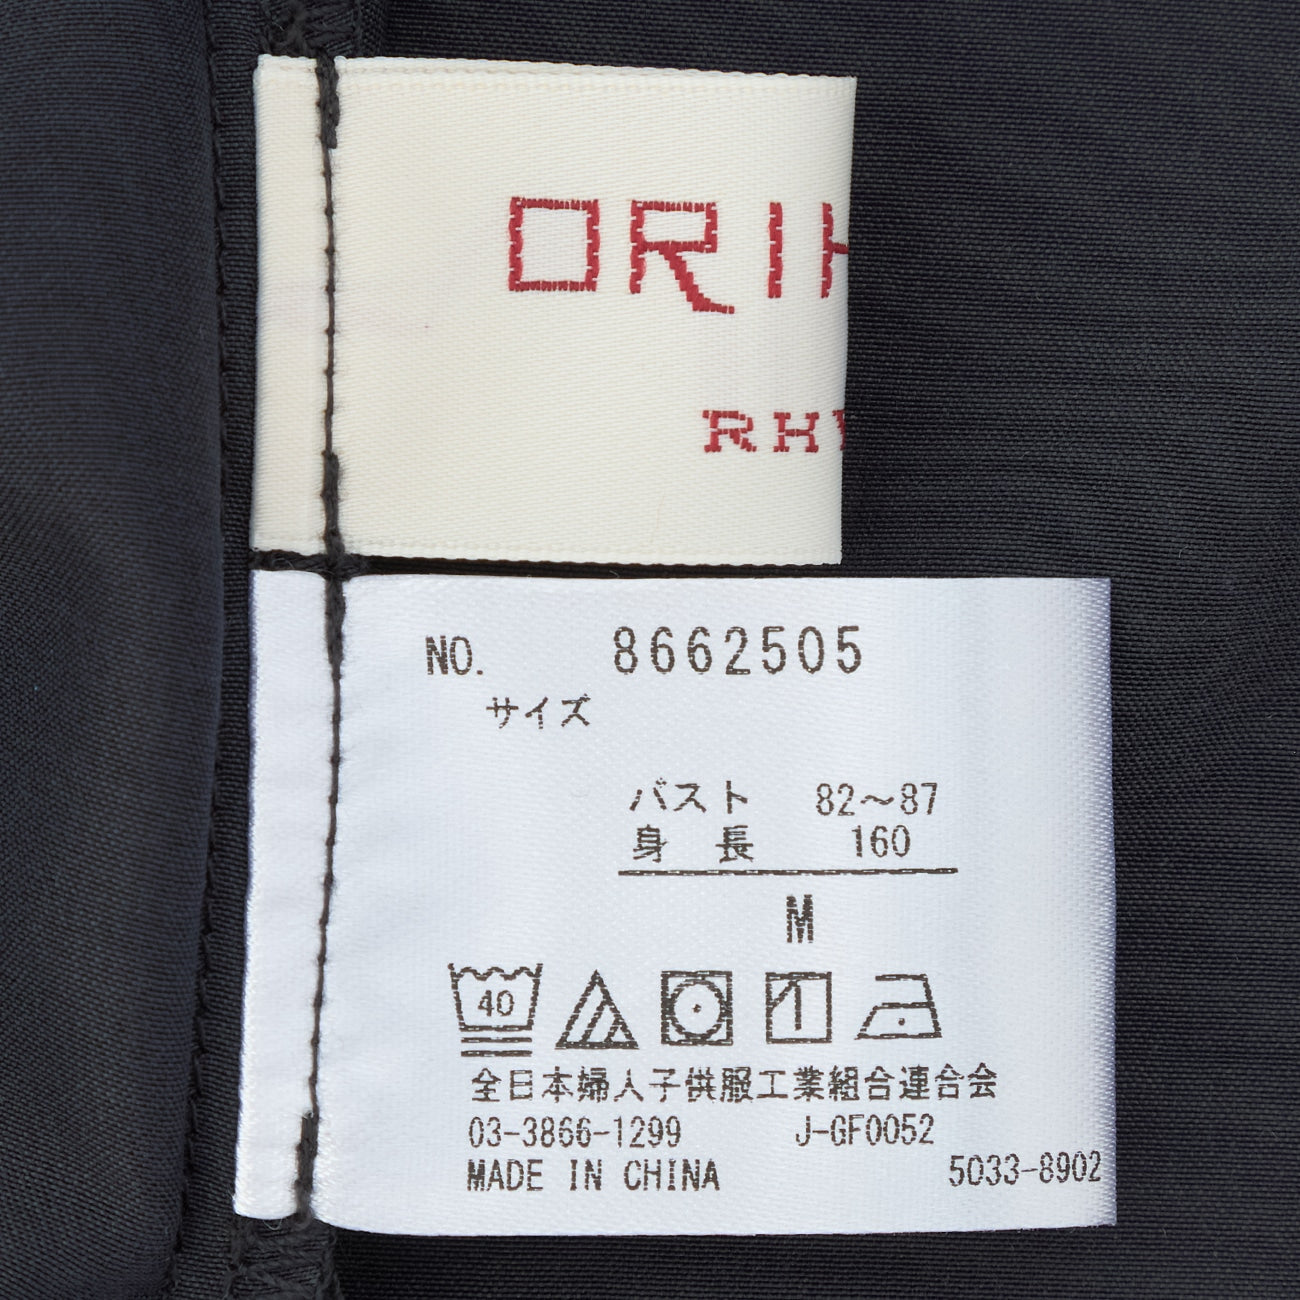 ORIH
RHY
NO. 8662505
サイズ
バスト 82～87
身 長 160
M
40
全日本婦人子供服工業組合連合会
03-3866-1299 J-GF0052
MADE IN CHINA 5033-8902